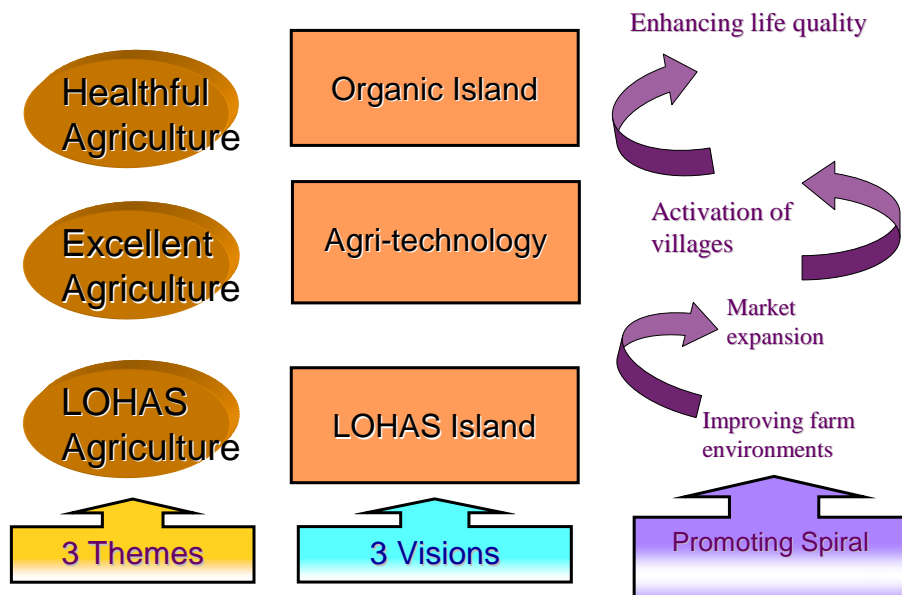 Healthful
Agriculture
Excellent
Agriculture
LOHAS
Agriculture
3 Themes
Organic Island
Agri-technology
LOHAS Island
3 Visions
Enhancing life quality
Activation of
villages
Market
expansion
Improving farm
environments
Promoting Spiral